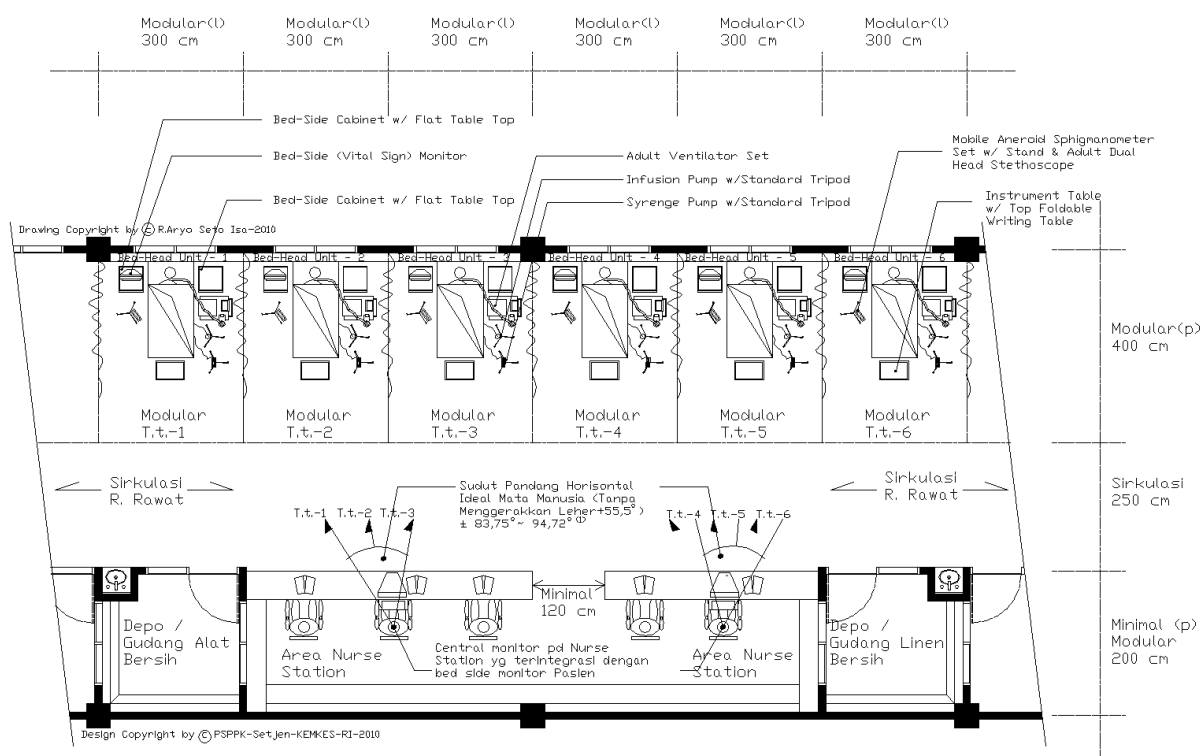 Modular(l)
300 cm
Modular(l)
300 cm
Modular(l)
300 cm
Modular(l)
300 cm
Modular(l)
300 cm
Modular(l)
300 cm
Bed-Side Cabinet w/ Flat Table Top
Bed-Side (Vital Sign) Monitor
Bed-Side Cabinet w/ Flat Table Top
Adult Ventilator Set
Infusion Pump w/Standard Tripod
Syrenge Pump w/Standard Tripod
Mobile Aneroid Sphigmanometer
Set w/ Stand & Adult Dual
Head Stethoscope
Instrument Table
w/ Top Foldable
Writing Table
Drawing Copyright by © R.Aryo Seto Isa-2010
Bed-Head Unit - 1
Bed-Head Unit - 2
Bed-Head Unit - 3
Bed-Head Unit - 4
Bed-Head Unit - 5
Bed-Head Unit - 6
Modular(p)
400 cm
Modular
T.t.-1
Modular
T.t.-2
Modular
T.t.-3
Modular
T.t.-4
Modular
T.t.-5
Modular
T.t.-6
Sirkulasi
R. Rawat
Sudut Pandang Horisontal
Ideal Mata Manusia (Tanpa
Menggerakkan Leher+55,5°)
± 83,75°~ 94,72° (1)
Sirkulasi
R. Rawat
Sirkulasi
250 cm
T.t.-1
T.t.-2
T.t.-3
T.t.-4
T.t.-5
T.t.-6
Minimal
120 cm
Depo /
Gudang Alat
Bersih
Area Nurse
Station
Central monitor pd Nurse
Station yg terintegrasi dengan
bed side monitor Pasien
Area Nurse
Station
Depo /
Gudang Linen
Bersih
Minimal (p)
Modular
200 cm
Design Copyright by © PSPPK-SetJen-KEMKES-RI-2010